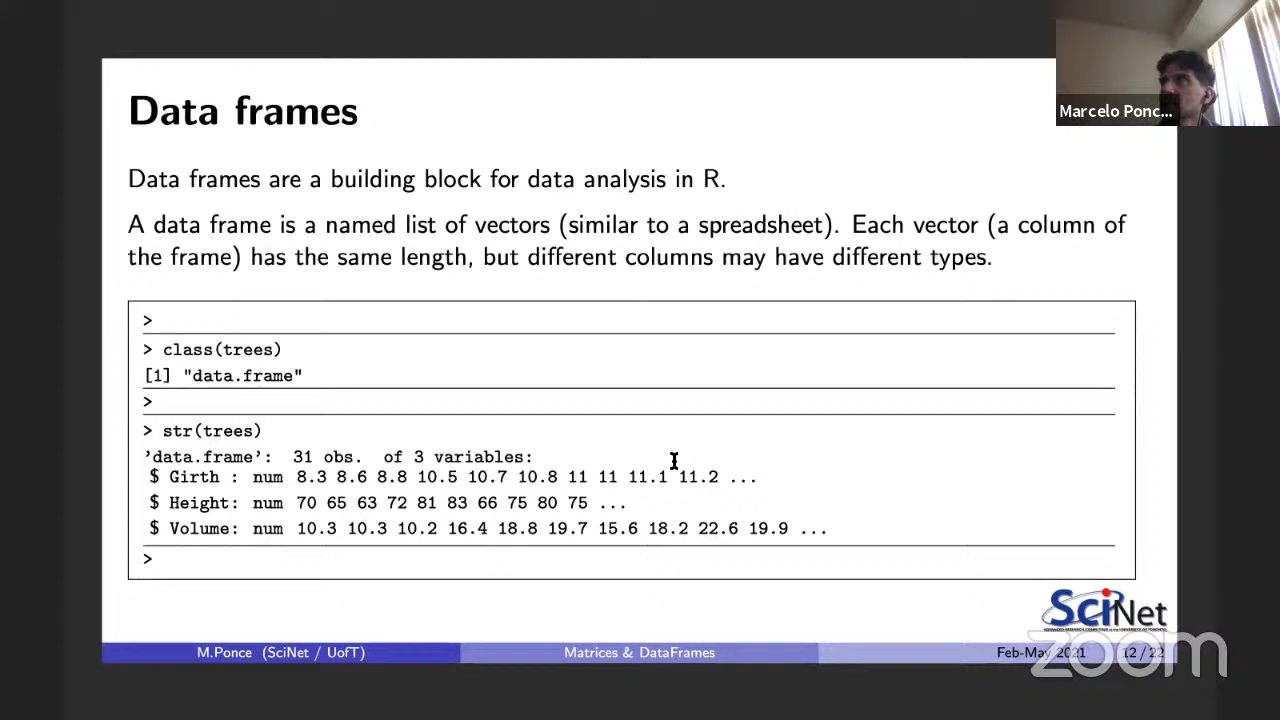 Data frames
Marcelo Ponc...
Data frames are a building block for data analysis in R.
A data frame is a named list of vectors (similar to a spreadsheet). Each vector (a column of
the frame) has the same length, but different columns may have different types.
>
> class(trees)
[1] "data.frame"
>
> str(trees)
’data.frame’: 31 obs. of 3 variables:
$ Girth : num 8.3 8.6 8.8 10.5 10.7 10.8 11 11 11.1 11.2 ...
$ Height: num 70 65 63 72 81 83 66 75 80 75 ...
$ Volume: num 10.3 10.3 10.2 16.4 18.8 19.7 15.6 18.2 22.6 19.9 ...
>
SciNet
M.Ponce (SciNet / UofT)
Matrices & DataFrames
Feb-May 2021
12 / 22
zoom